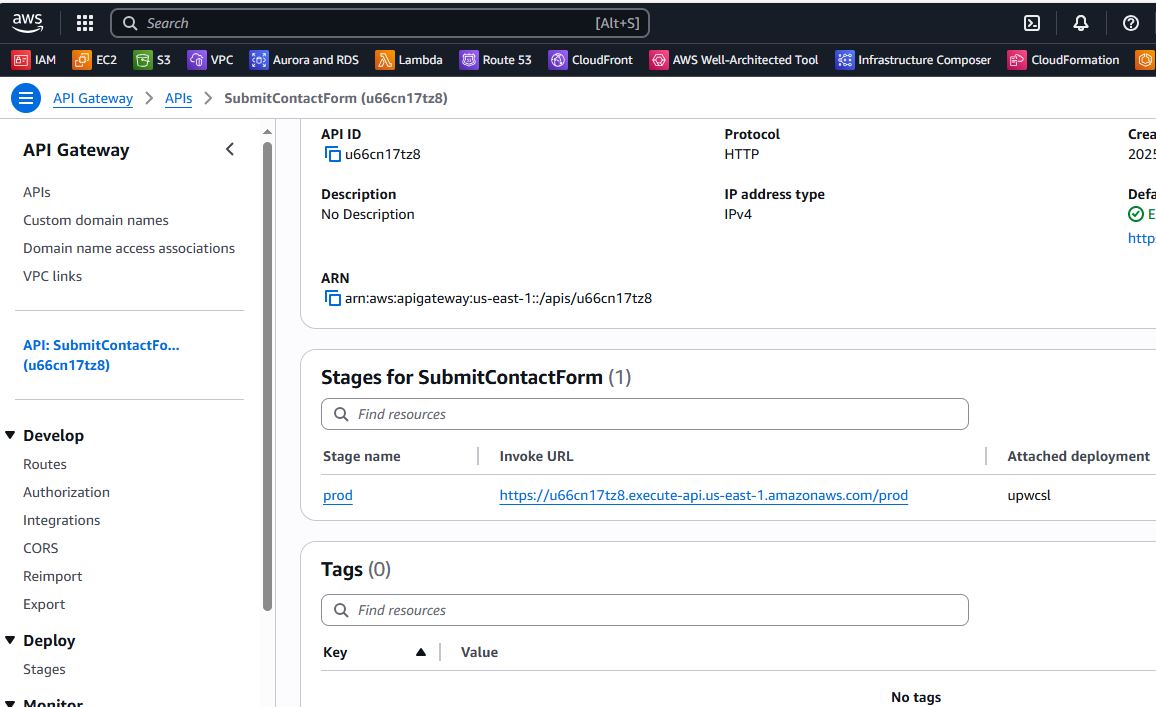 aws
Search [Alt+S]
IAM EC2 S3 VPC Aurora and RDS Lambda Route 53 CloudFront AWS Well-Architected Tool Infrastructure Composer CloudFormation
API Gateway > APIs > SubmitContactForm (u66cn17tz8)
API Gateway
APIs
Custom domain names
Domain name access associations
VPC links
API: SubmitContactFo...
(u66cn17tz8)
Develop
Routes
Authorization
Integrations
CORS
Reimport
Export
Deploy
Stages
Monitor
API ID
u66cn17tz8
Protocol
HTTP
Crea
2025
Description
No Description
IP address type
IPv4
Defa
E
http
ARN
arn:aws:apigateway:us-east-1::/apis/u66cn17tz8
Stages for SubmitContactForm (1)
Find resources
Stage name Invoke URL Attached deployment
prod https://u66cn17tz8.execute-api.us-east-1.amazonaws.com/prod upwcsl
Tags (0)
Find resources
Key Value
No tags